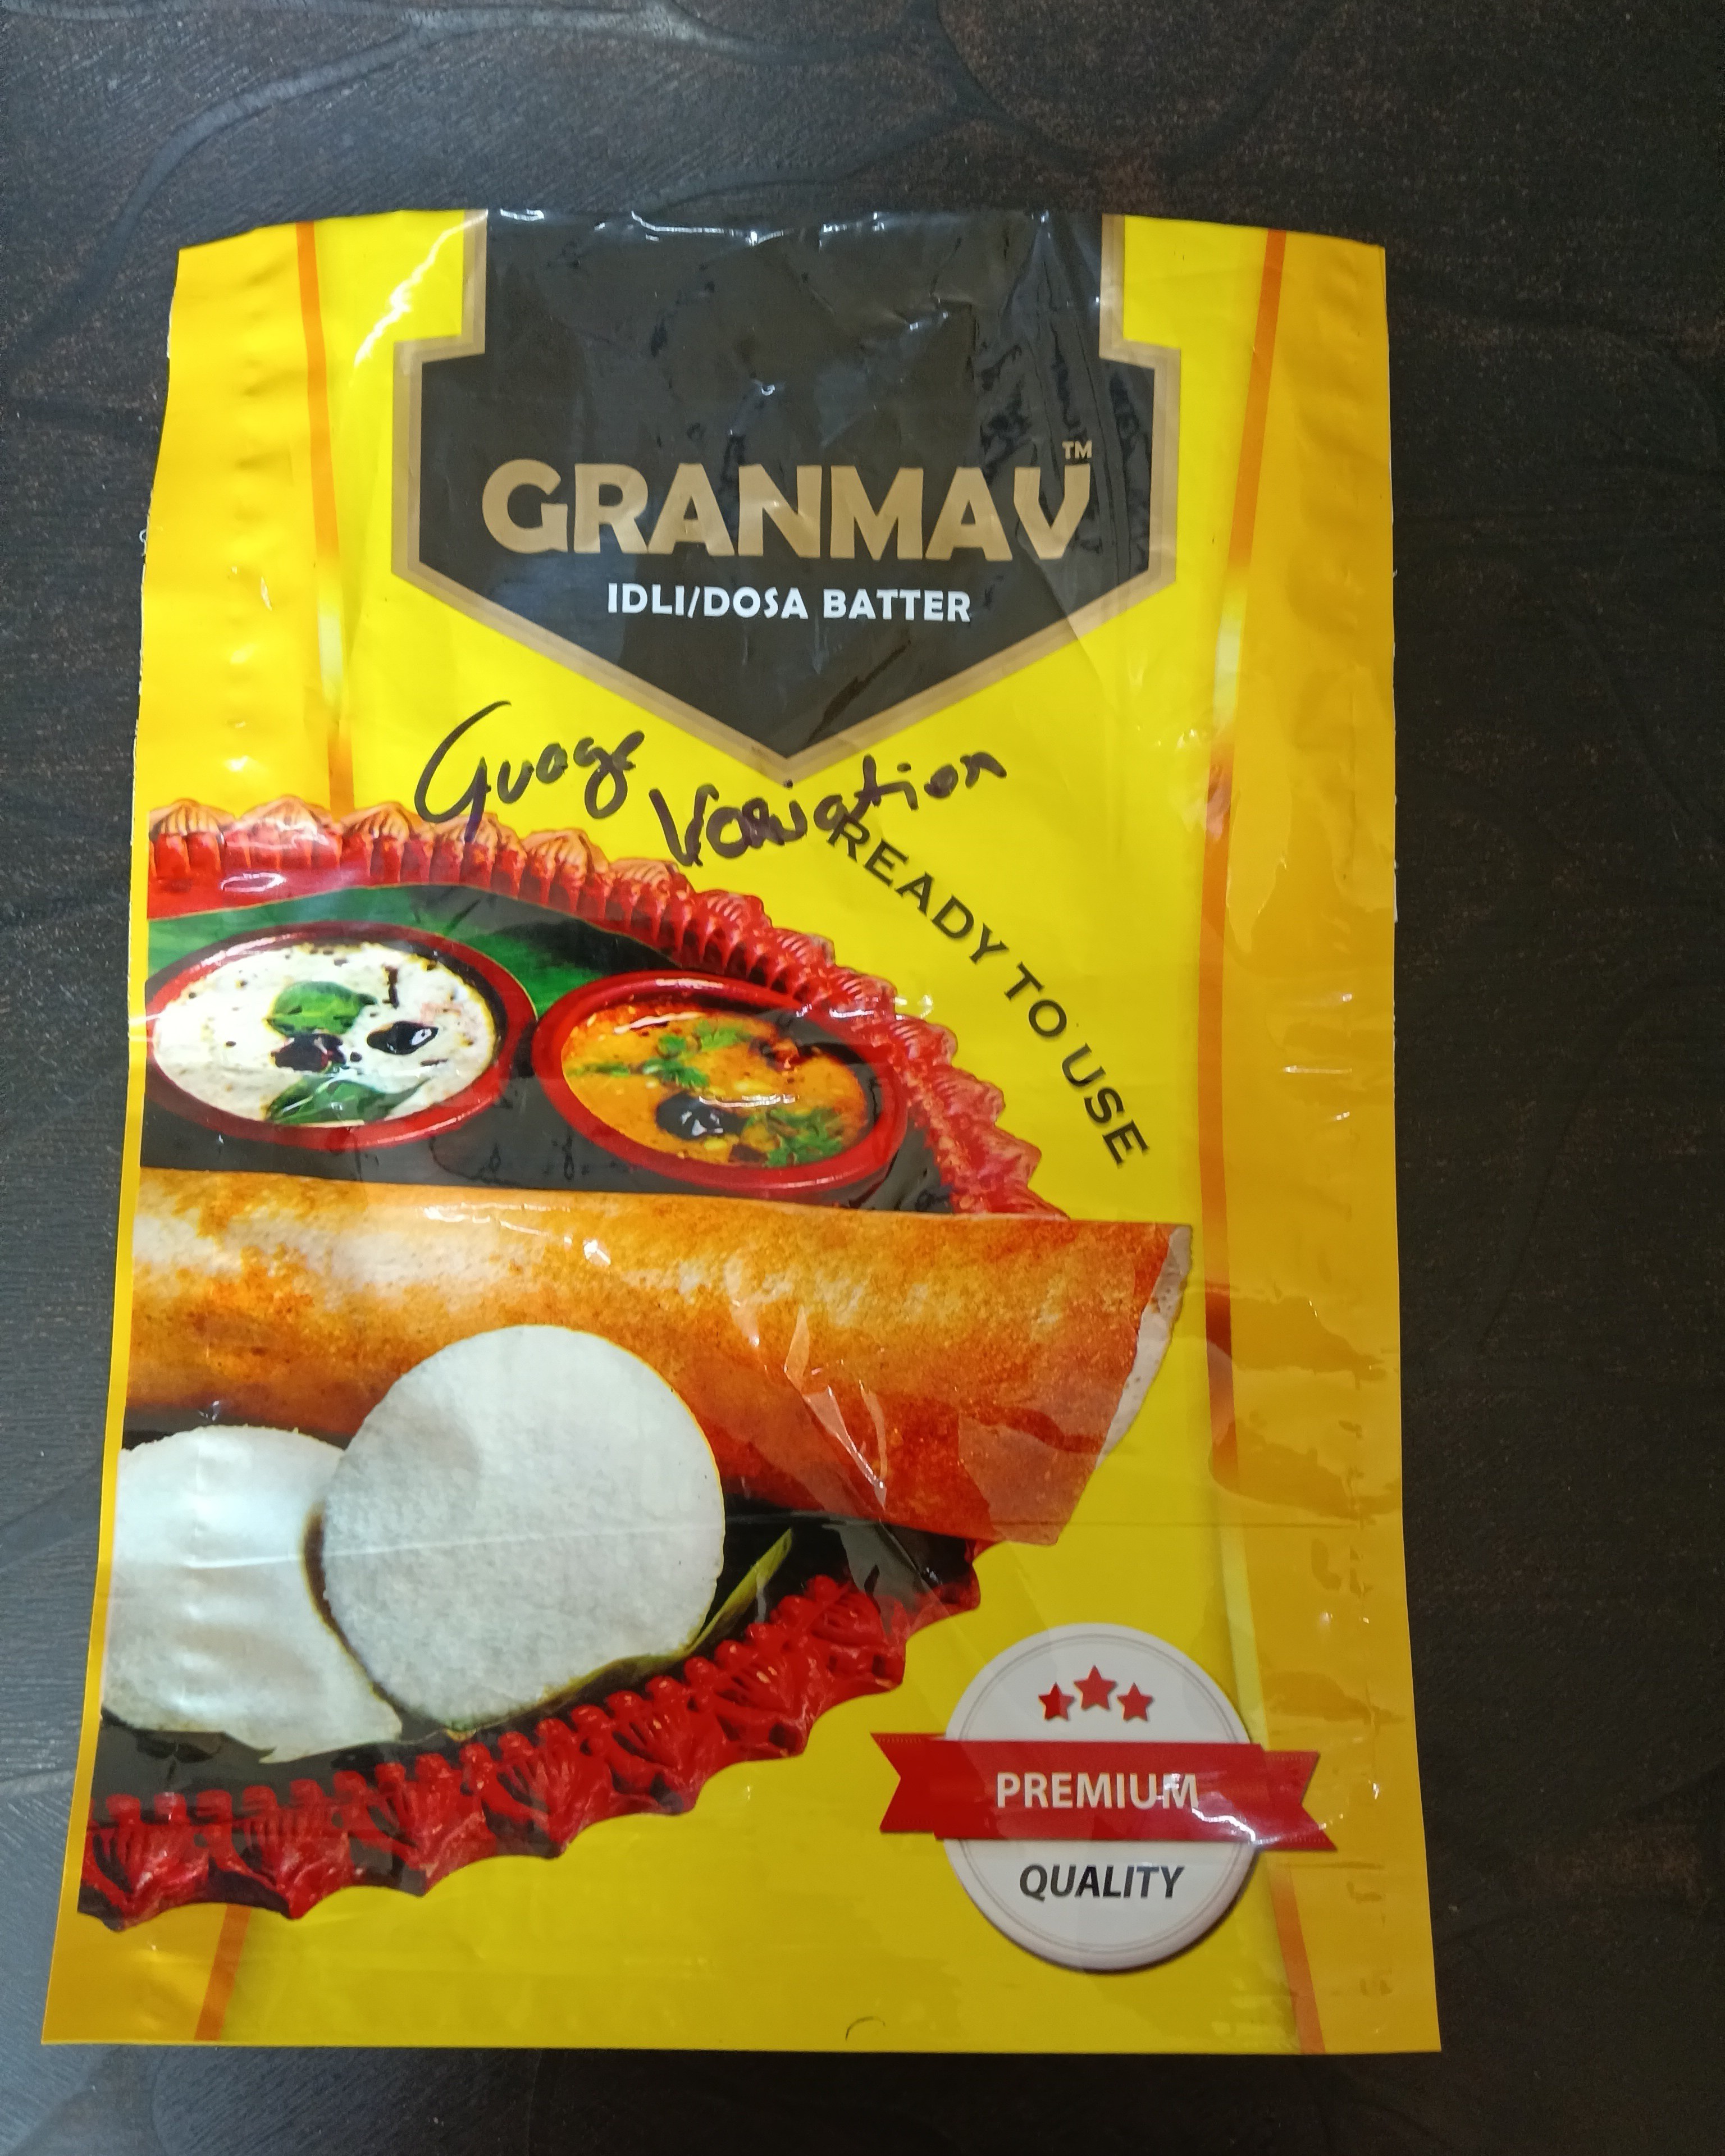 GRANMAV™
IDLI/DOSA BATTER
Guage
Variation
READY TO USE
PREMIUM
QUALITY